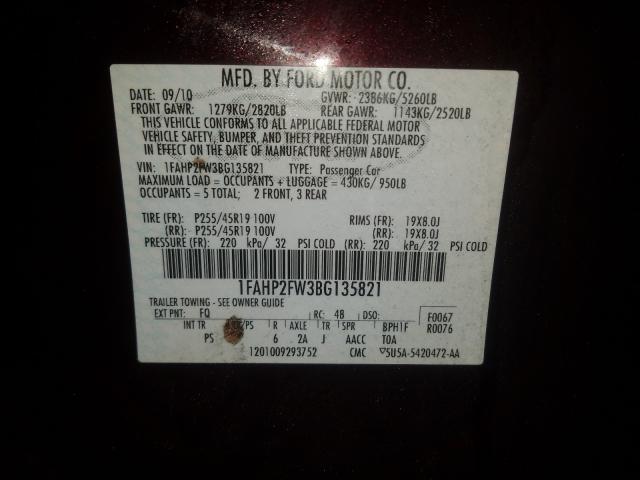 MFD. BY FORD MOTOR CO.
DATE: 09/10 GVWR: 2386KG/5260LB
FRONT GAWR: 1279KG/2820LB REAR GAWR: 1143KG/2520LB
THIS VEHICLE CONFORMS TO ALL APPLICABLE FEDERAL MOTOR
VEHICLE SAFETY, BUMPER, AND THEFT PREVENTION STANDARDS
IN EFFECT ON THE DATE OF MANUFACTURE SHOWN ABOVE.
VIN: 1FAHP2FW3BG135821 TYPE: Passenger Car
MAXIMUM LOAD = OCCUPANTS + LUGGAGE = 430KG/950LB
OCCUPANTS = 5 TOTAL; 2 FRONT, 3 REAR
TIRE (FR): P255/45R19 100V RIMS (FR): 19X8.0J
(RR): P255/45R19 100V (RR): 19X8.0J
PRESSURE (FR): 220 kPa/ 32 PSI COLD (RR): 220 kPa/ 32 PSI COLD
1FAHP2FW3BG135821
TRAILER TOWING - SEE OWNER GUIDE
EXT PNT: FQ RC: 4B DSO: F0067
INT TR /PS R AXLE TR SPR BPH1F R0076
PS 6 2A J AACC TOA
1201009293752 CMC 5U5A-5420472-AA